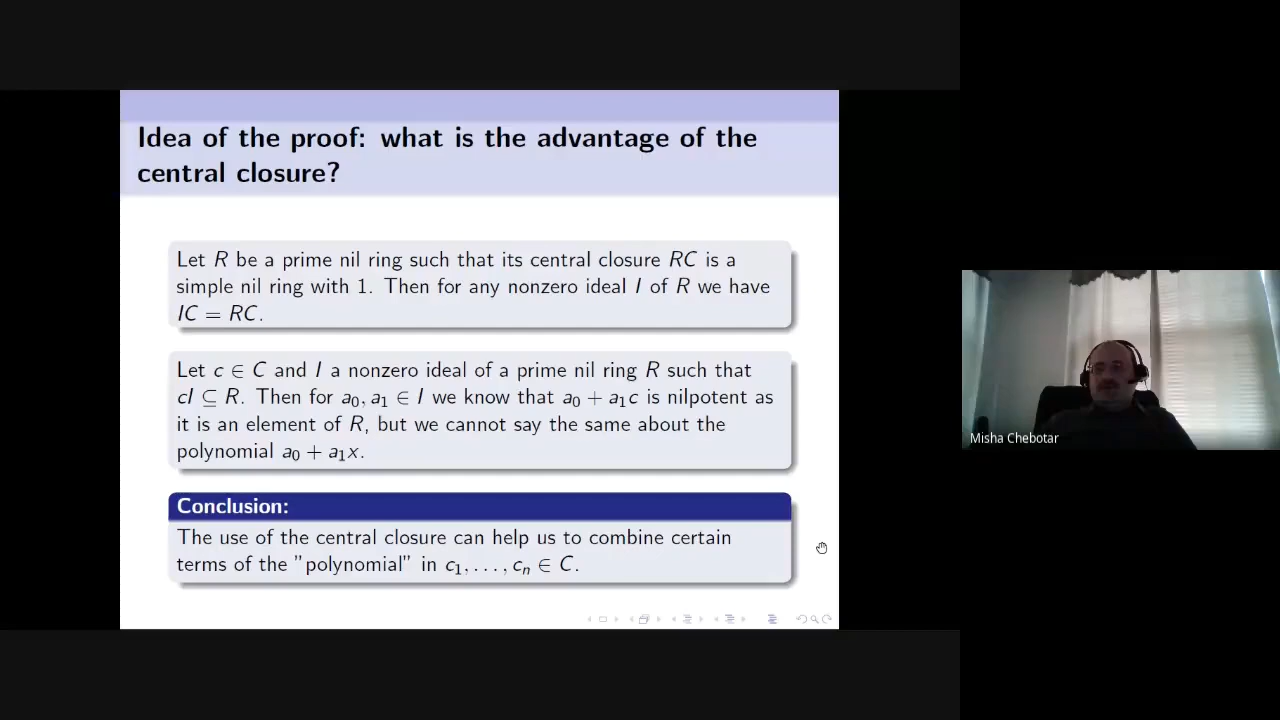 Idea of the proof: what is the advantage of the
central closure?
Let R be a prime nil ring such that its central closure RC is a
simple nil ring with 1. Then for any nonzero ideal I of R we have
IC = RC.
Let c ∈ C and I a nonzero ideal of a prime nil ring R such that
cI ⊆ R. Then for a₀, a₁ ∈ I we know that a₀ + a₁c is nilpotent as
it is an element of R, but we cannot say the same about the
polynomial a₀ + a₁x.
Conclusion:
The use of the central closure can help us to combine certain
terms of the ”polynomial” in c₁, . . . , cₙ ∈ C.
Misha Chebotar